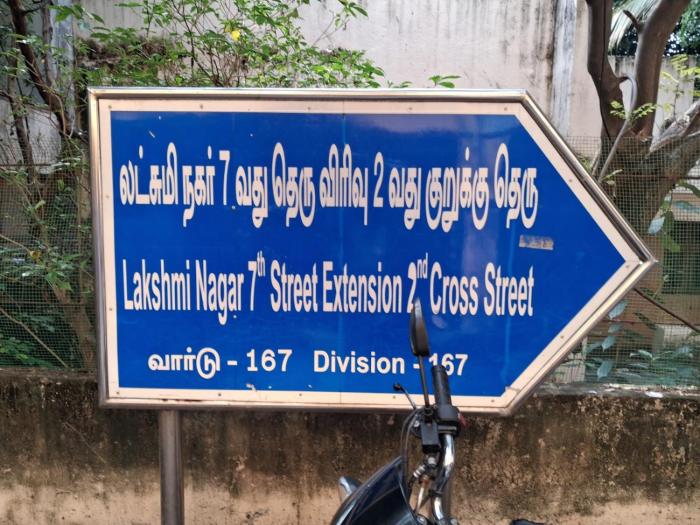 லட்சுமி நகர் 7 வது தெரு விரிவு 2 வது குறுக்கு தெரு
Lakshmi Nagar 7th Street Extension 2nd Cross Street
வார்டு - 167 Division - 167